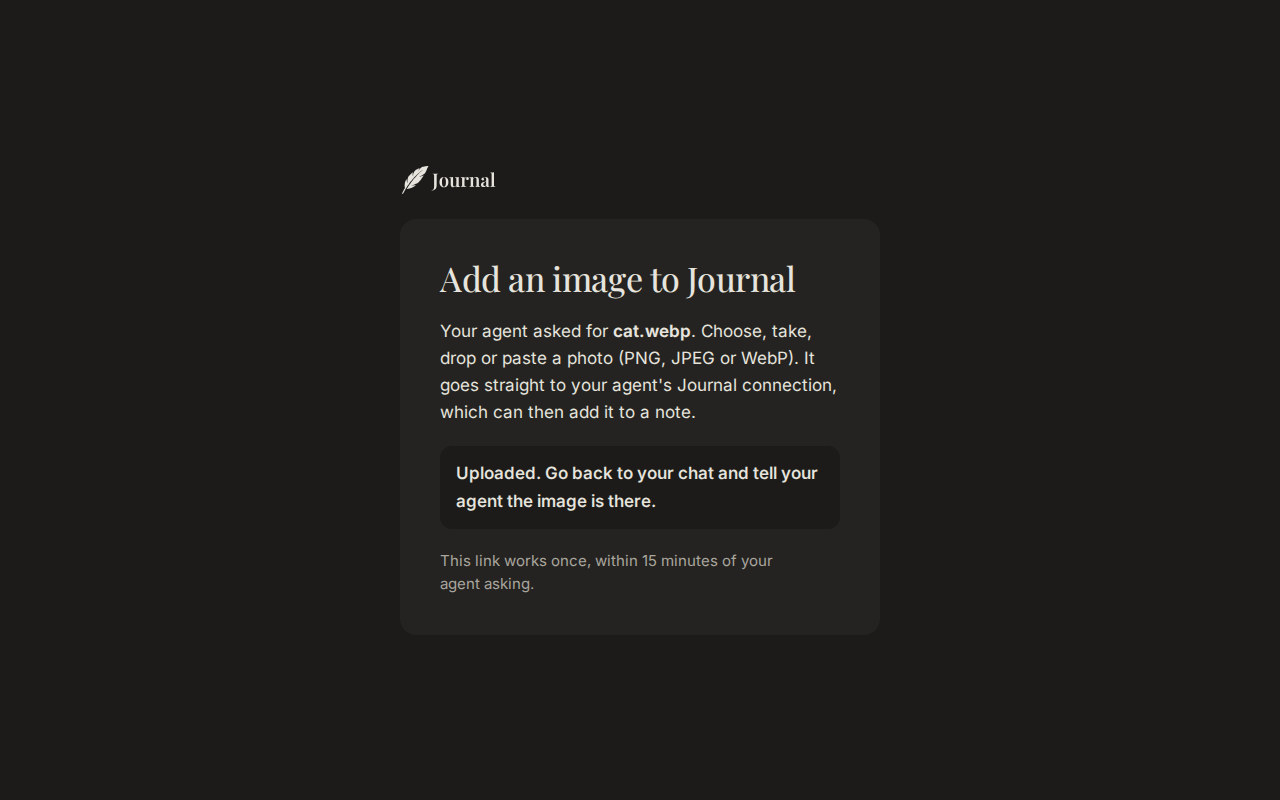 Journal
Add an image to Journal
Your agent asked for cat.webp. Choose, take,
drop or paste a photo (PNG, JPEG or WebP). It
goes straight to your agent's Journal connection,
which can then add it to a note.
Uploaded. Go back to your chat and tell your
agent the image is there.
This link works once, within 15 minutes of your
agent asking.